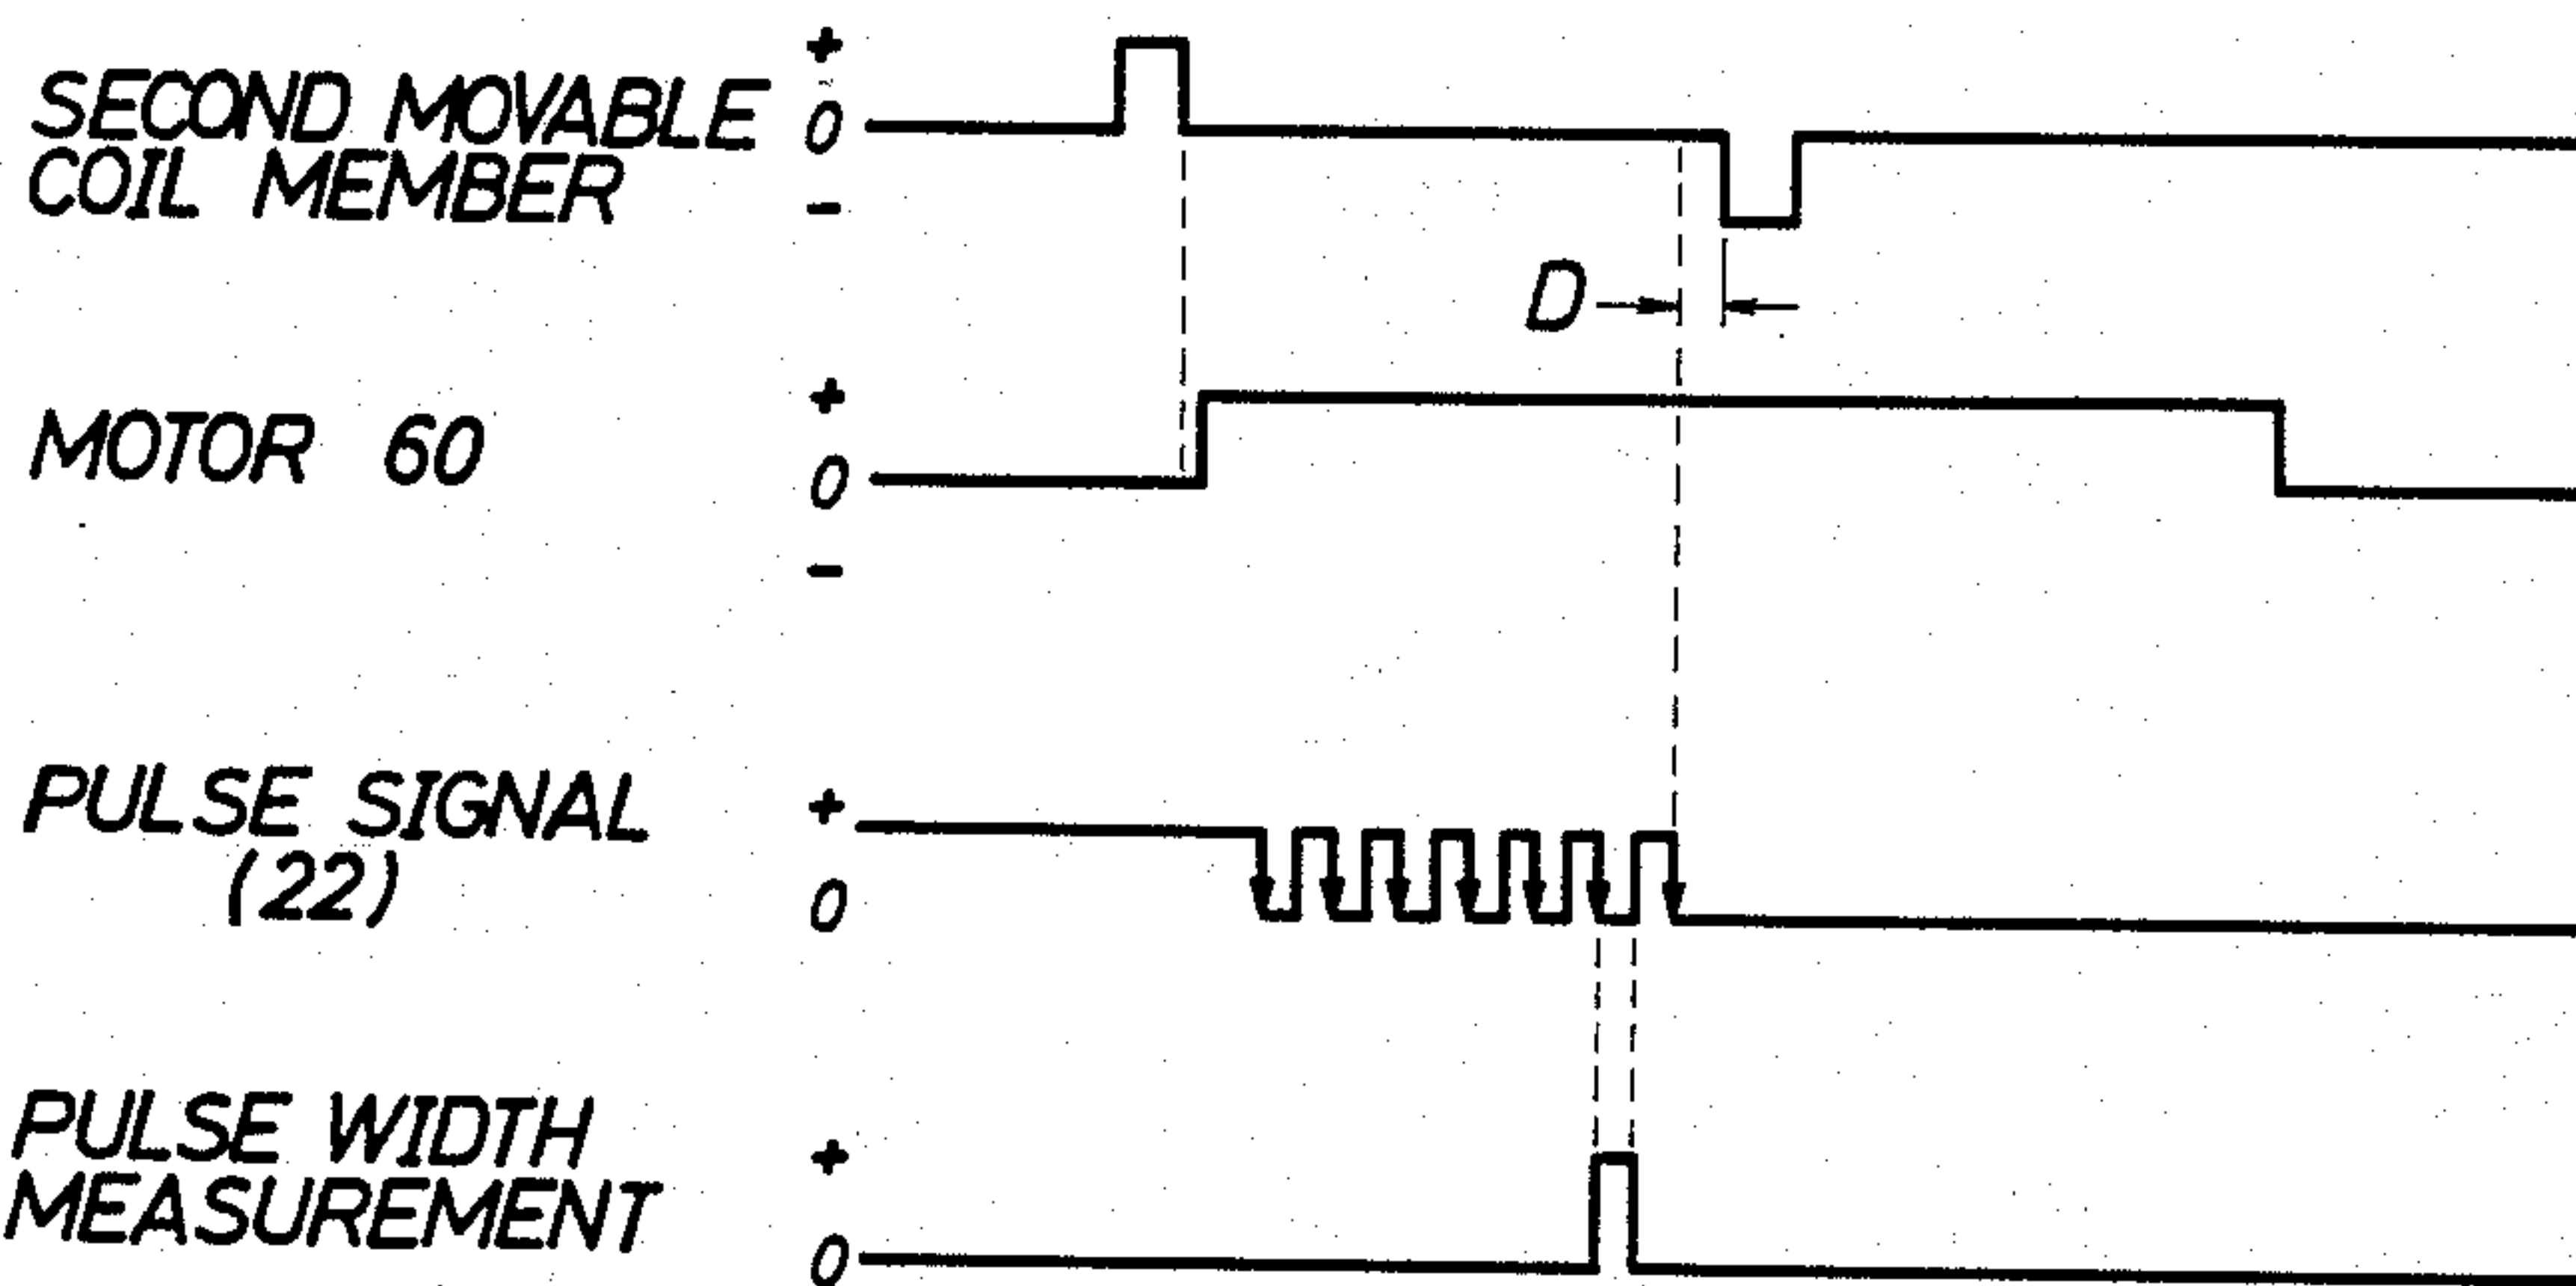 SECOND MOVABLE
COIL MEMBER
+
0
-
D
MOTOR 60
+
0
-
PULSE SIGNAL
(22)
+
0
PULSE WIDTH
MEASUREMENT
+
0